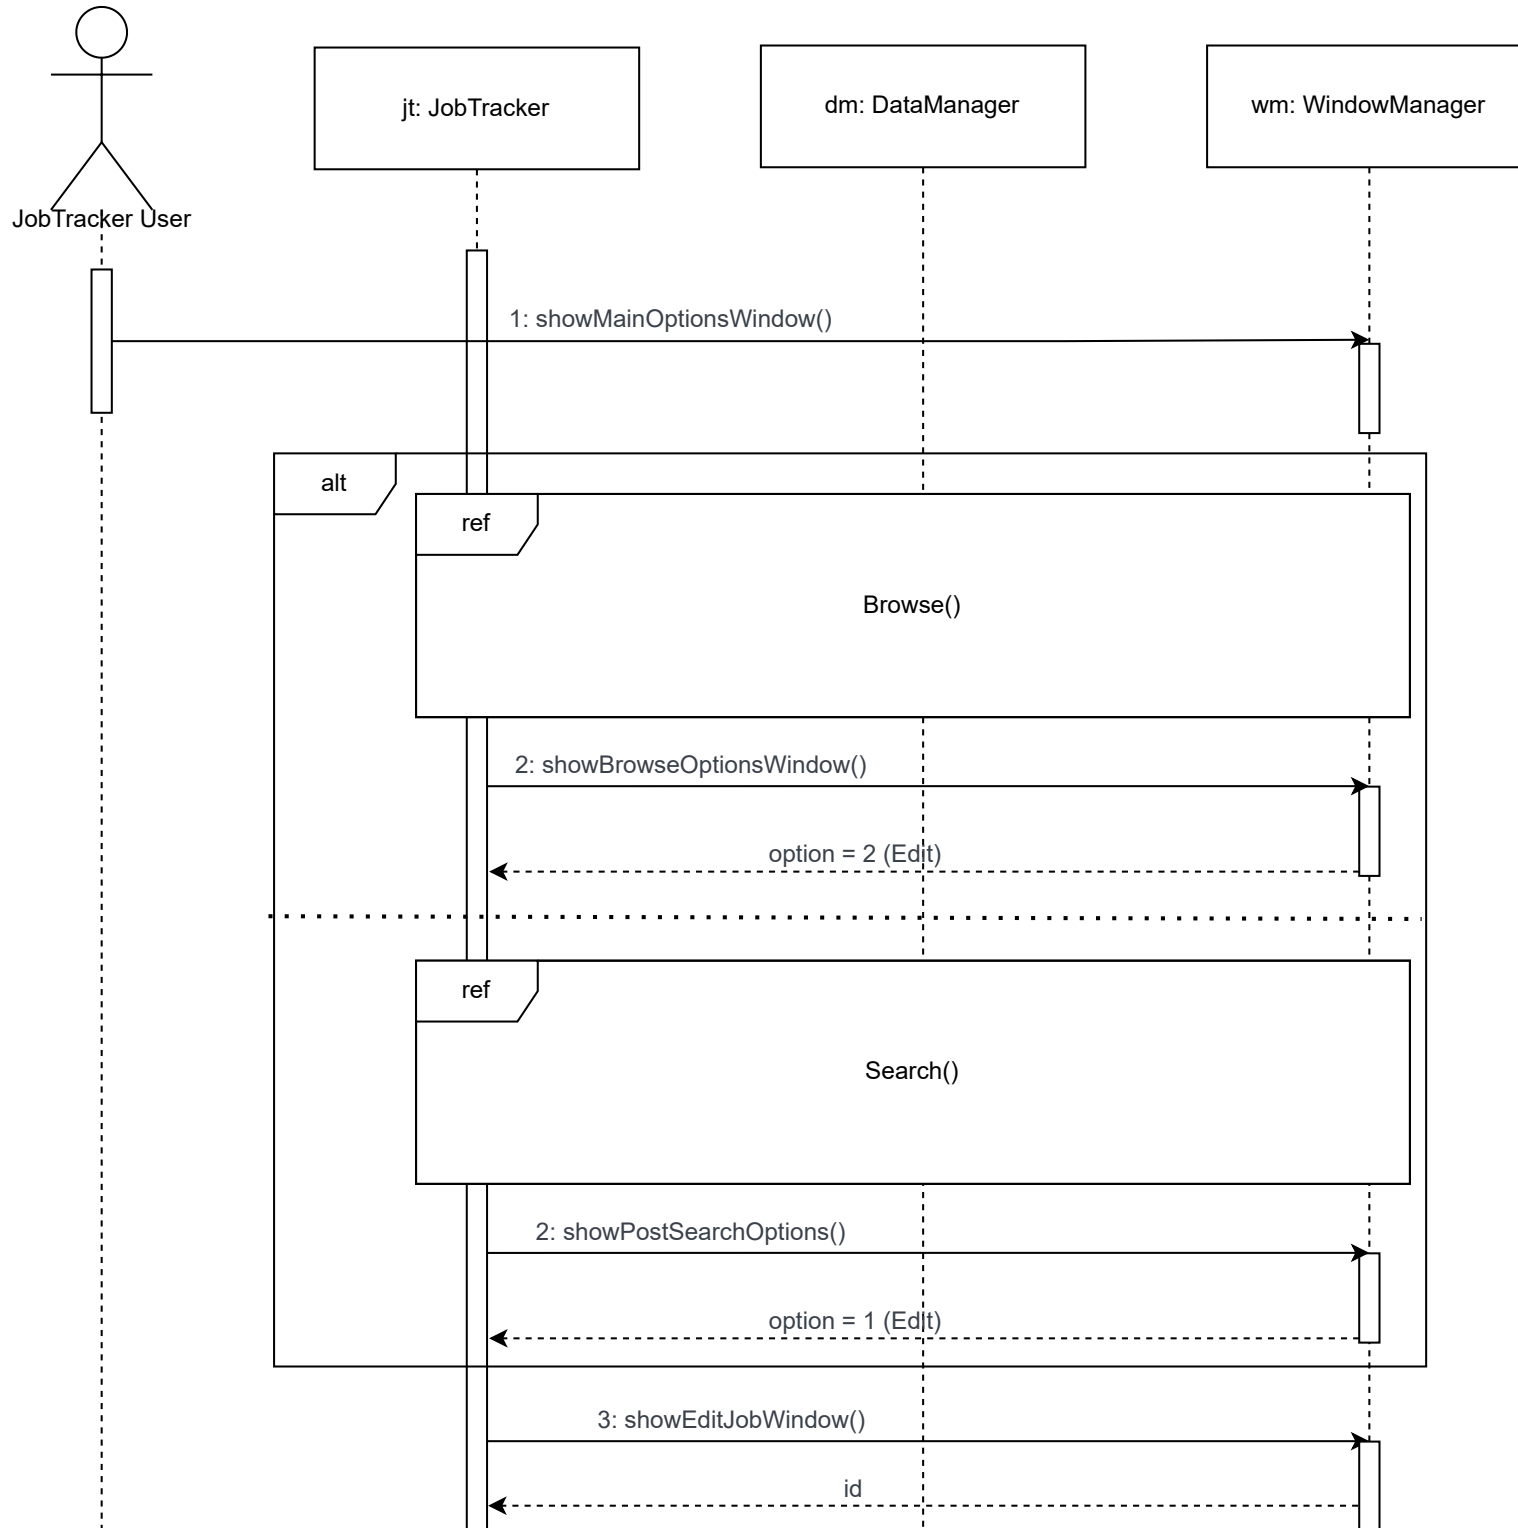 JobTracker User
jt: JobTracker
dm: DataManager
wm: WindowManager
1: showMainOptionsWindow()
alt
ref
Browse()
2: showBrowseOptionsWindow()
option = 2 (Edit)
ref
Search()
2: showPostSearchOptions()
option = 1 (Edit)
3: showEditJobWindow()
id